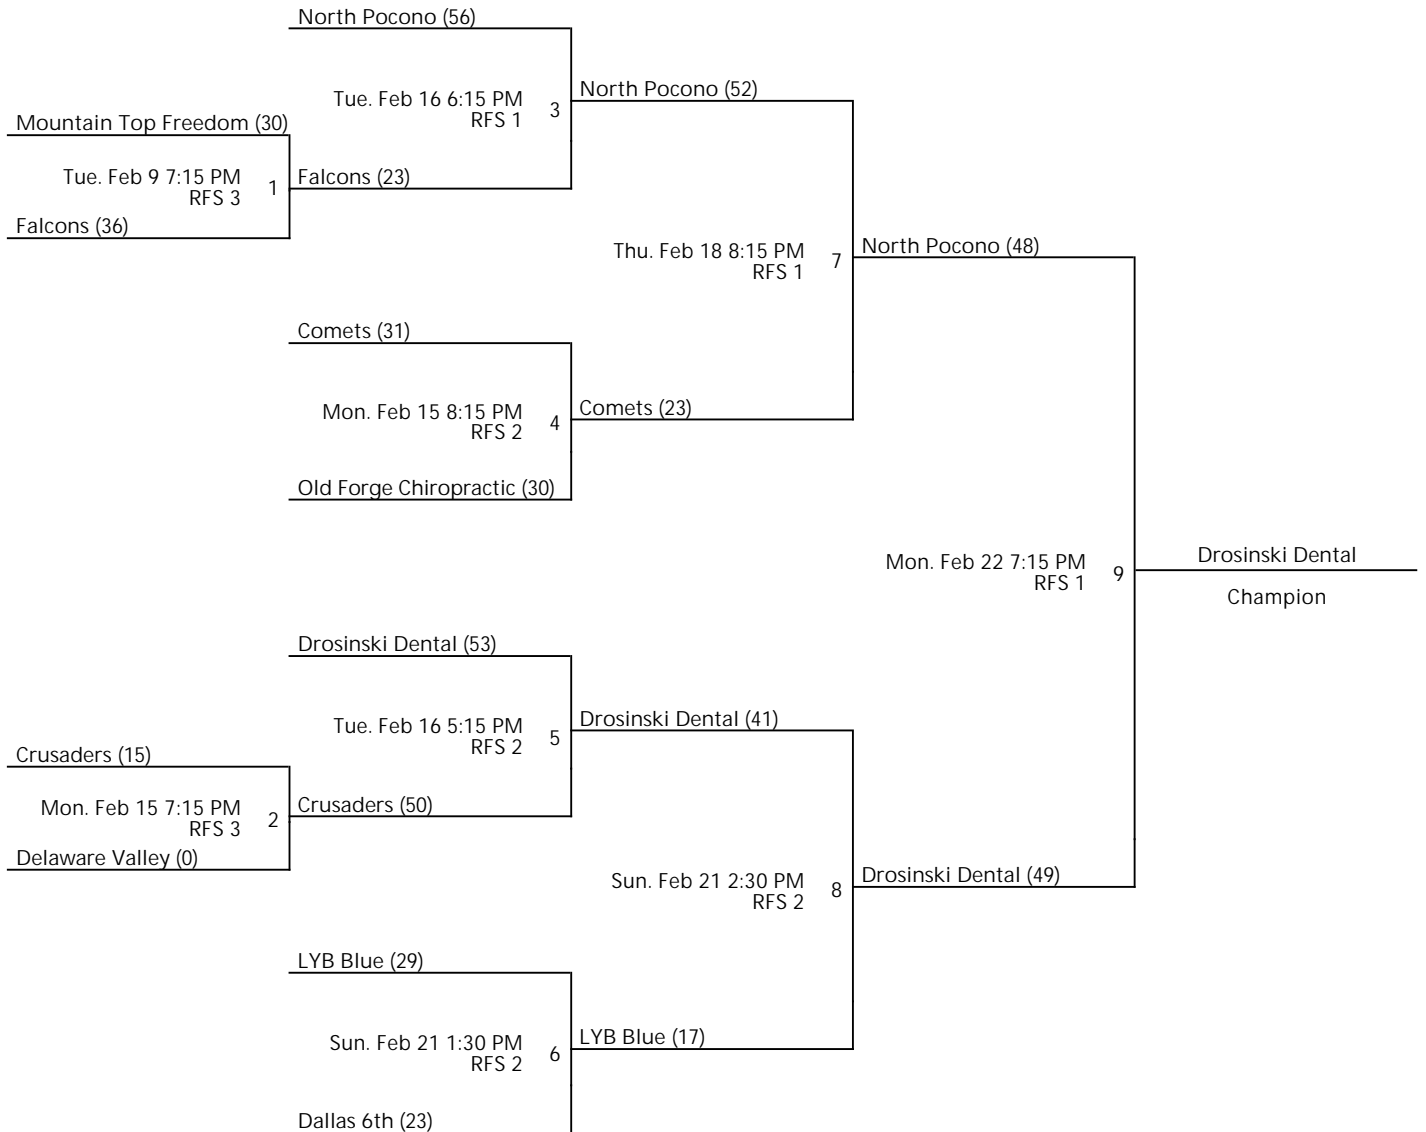 North Pocono (56)
Tue. Feb 16 6:15 PM
RFS 1
3
North Pocono (52)
Mountain Top Freedom (30)
Tue. Feb 9 7:15 PM
RFS 3
1
Falcons (23)
Falcons (36)
Thu. Feb 18 8:15 PM
RFS 1
7
North Pocono (48)
Comets (31)
Mon. Feb 15 8:15 PM
RFS 2
4
Comets (23)
Old Forge Chiropractic (30)
Mon. Feb 22 7:15 PM
RFS 1
9
Drosinski Dental
Champion
Drosinski Dental (53)
Tue. Feb 16 5:15 PM
RFS 2
5
Drosinski Dental (41)
Crusaders (15)
Mon. Feb 15 7:15 PM
RFS 3
2
Crusaders (50)
Delaware Valley (0)
Sun. Feb 21 2:30 PM
RFS 2
8
Drosinski Dental (49)
LYB Blue (29)
Sun. Feb 21 1:30 PM
RFS 2
6
LYB Blue (17)
Dallas 6th (23)